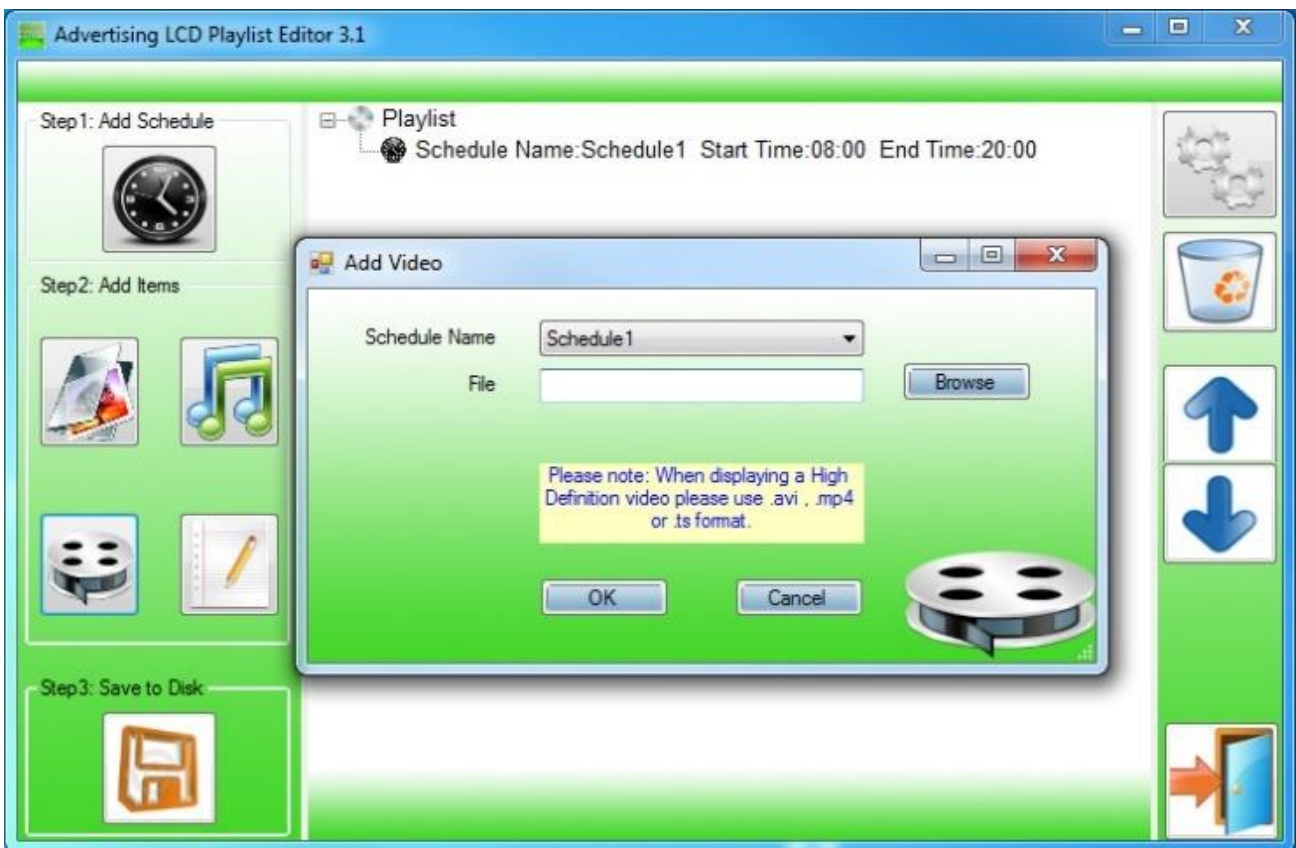 Advertising LCD Playlist Editor 3.1
Step1: Add Schedule
Playlist
Schedule Name:Schedule1 Start Time:08:00 End Time:20:00
Step2: Add Items
Add Video
Schedule Name
Schedule1
File
Browse
Please note: When displaying a High
Definition video please use .avi , .mp4
or .ts format.
OK
Cancel
Step3: Save to Disk